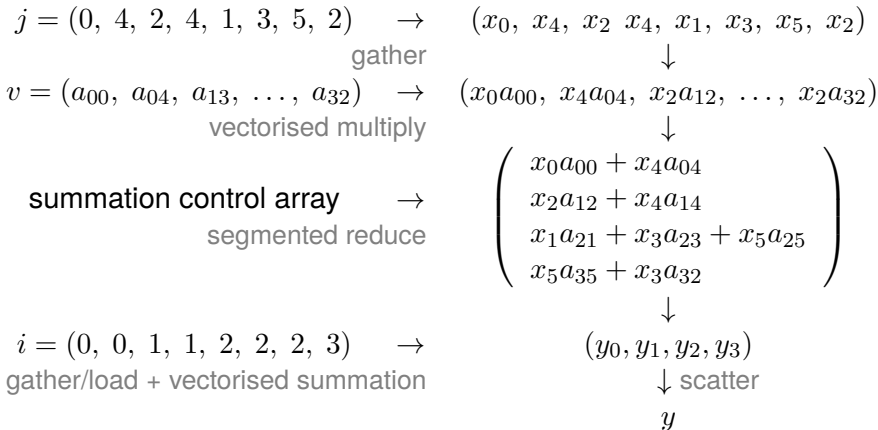 j = (0, 4, 2, 4, 1, 3, 5, 2) → (x₀, x₄, x₂ x₄, x₁, x₃, x₅, x₂)
gather ↓
v = (a₀₀, a₀₄, a₁₃, …, a₃₂) → (x₀a₀₀, x₄a₀₄, x₂a₁₂, …, x₂a₃₂)
vectorised multiply ↓
x₀a₀₀ + x₄a₀₄
x₂a₁₂ + x₄a₁₄
summation control array →
segmented reduce
x₁a₂₁ + x₃a₂₃ + x₅a₂₅
x₅a₃₅ + x₃a₃₂
↓
i = (0, 0, 1, 1, 2, 2, 2, 3) → (y₀, y₁, y₂, y₃)
gather/load + vectorised summation ↓ scatter
y